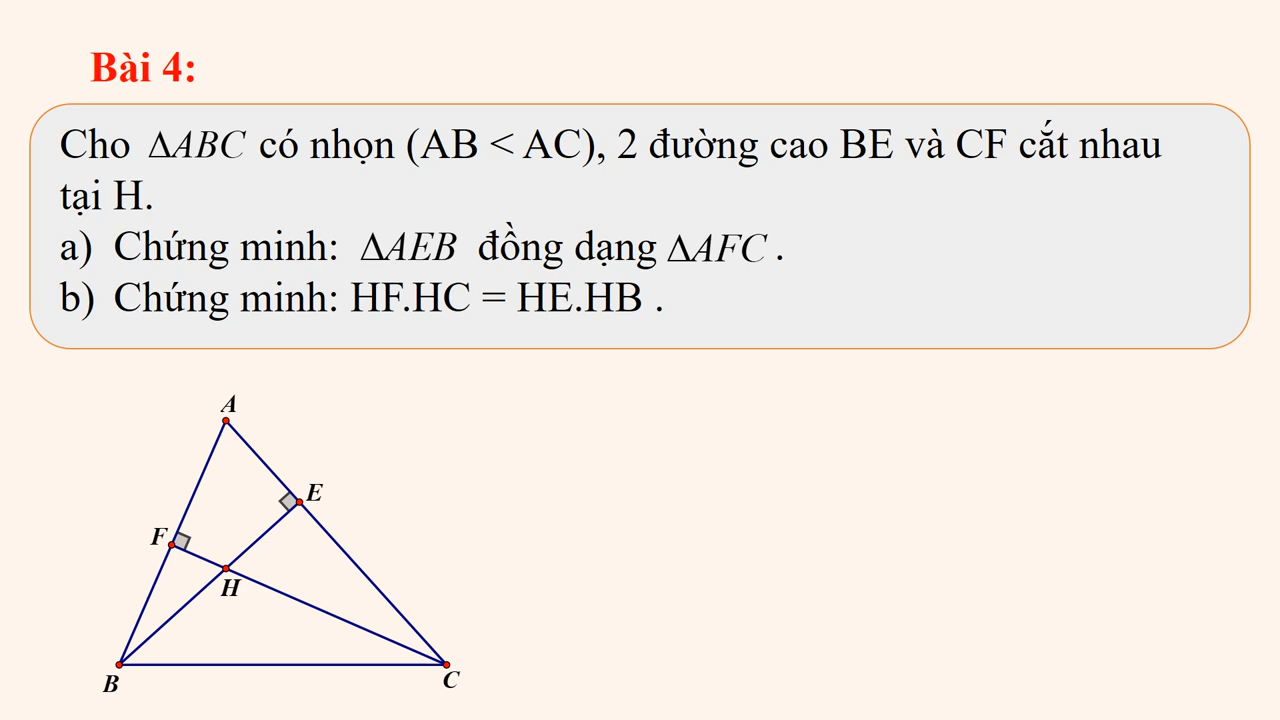 Bài 4:
Cho ΔABC có nhọn (AB < AC), 2 đường cao BE và CF cắt nhau
tại H.
a) Chứng minh: ΔAEB đồng dạng ΔAFC .
b) Chứng minh: HF.HC = HE.HB .
A
E
F
H
B
C